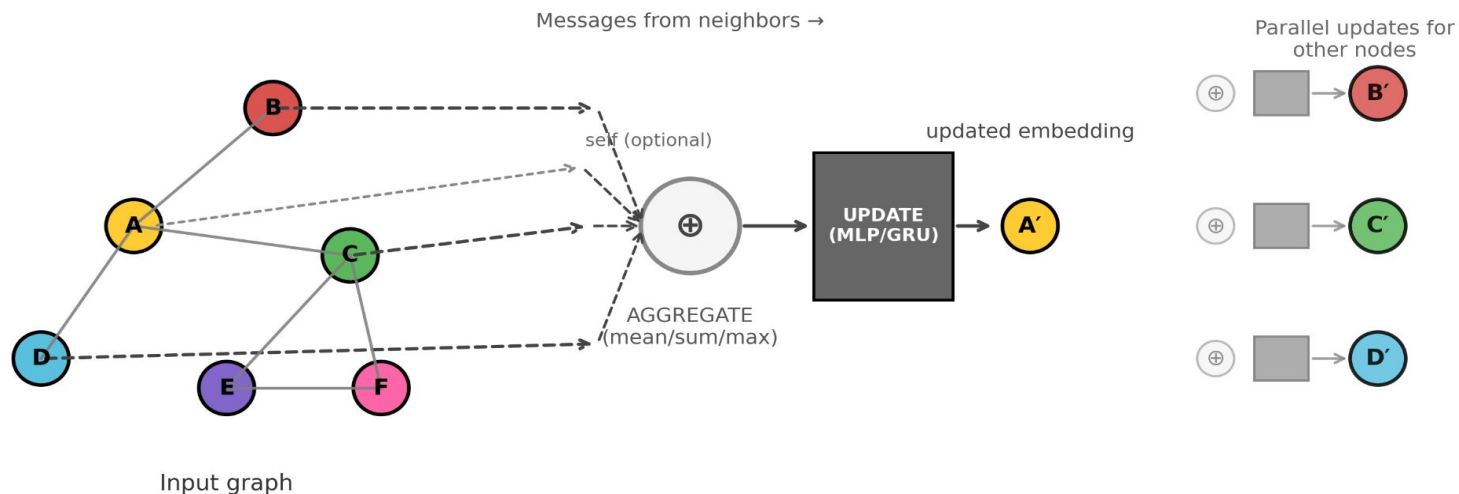 Messages from neighbors →
Parallel updates for
other nodes
B
self (optional)
updated embedding
B′
A
C
⊕
UPDATE
(MLP/GRU)
A′
⊕
C′
AGGREGATE
(mean/sum/max)
D
E
F
⊕
D′
⊕
Input graph